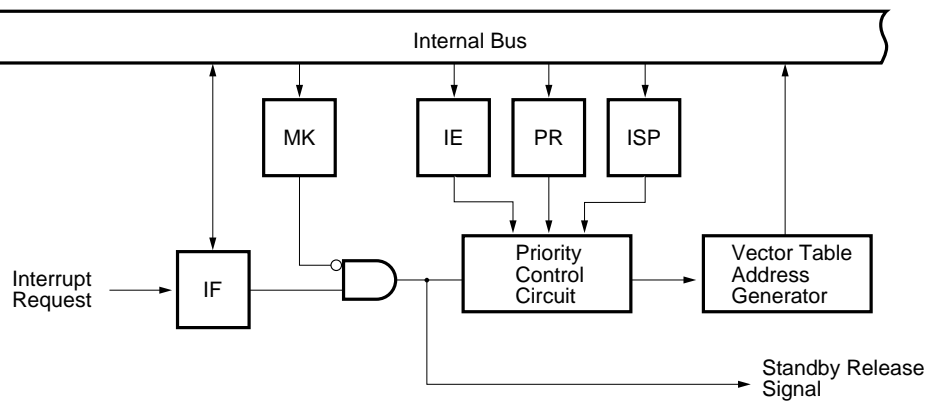 Internal Bus
MK
IE
PR
ISP
Interrupt
Request
IF
Priority
Control
Circuit
Vector Table
Address
Generator
Standby Release
Signal